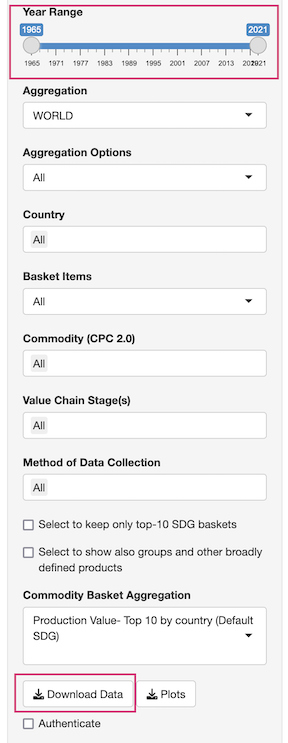 Year Range
1965 2021
1965 1971 1977 1983 1989 1995 2001 2007 2013 2021
Aggregation
WORLD
Aggregation Options
All
Country
All
Basket Items
All
Commodity (CPC 2.0)
All
Value Chain Stage(s)
All
Method of Data Collection
All
Select to keep only top-10 SDG baskets
Select to show also groups and other broadly
defined products
Commodity Basket Aggregation
Production Value- Top 10 by country (Default
SDG)
Download Data Plots
Authenticate